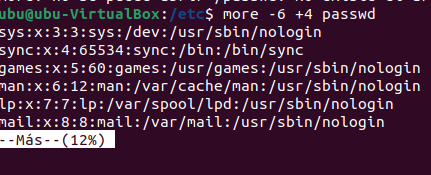 ubu@ubu-VirtualBox:/etc$ more -6 +4 passwd
sys:x:3:3:sys:/dev:/usr/sbin/nologin
sync:x:4:65534:sync:/bin:/bin/sync
games:x:5:60:games:/usr/games:/usr/sbin/nologin
man:x:6:12:man:/var/cache/man:/usr/sbin/nologin
lp:x:7:7:lp:/var/spool/lpd:/usr/sbin/nologin
mail:x:8:8:mail:/var/mail:/usr/sbin/nologin
--Más--(12%)